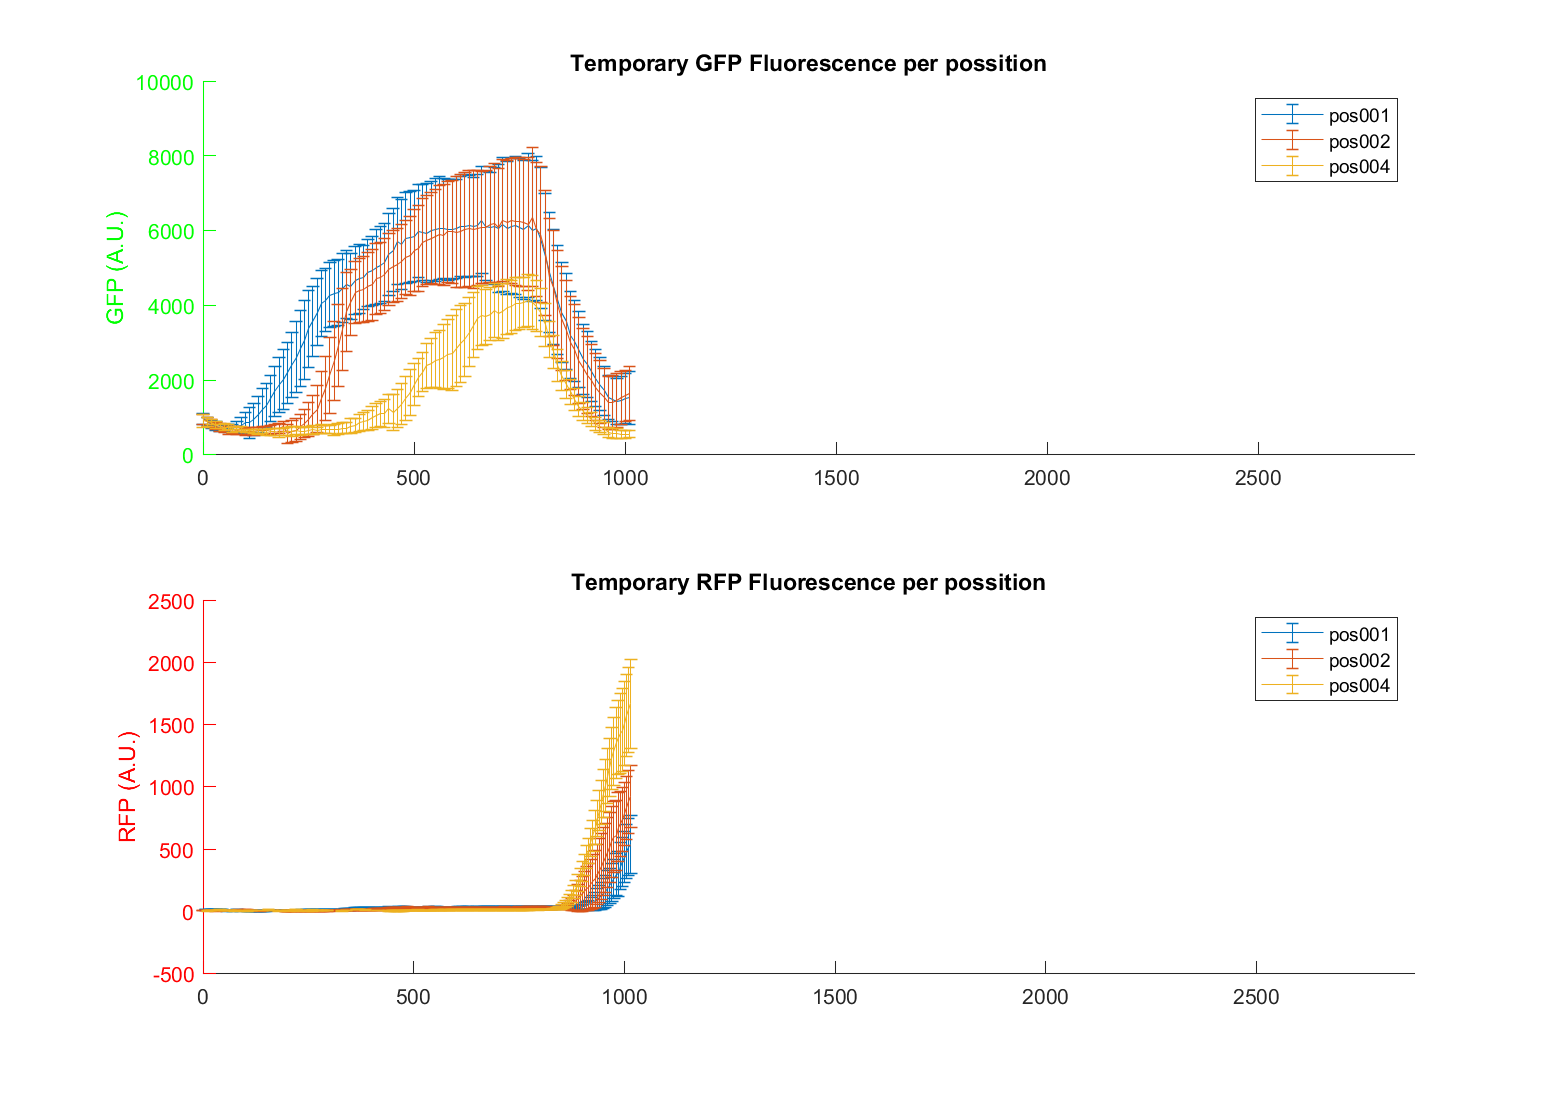 Temporary GFP Fluorescence per possition
10000
8000
6000
4000
2000
0
GFP (A.U.)
pos001
pos002
pos004
0 500 1000 1500 2000 2500
Temporary RFP Fluorescence per possition
2500
2000
1500
1000
500
0
-500
RFP (A.U.)
pos001
pos002
pos004
0 500 1000 1500 2000 2500